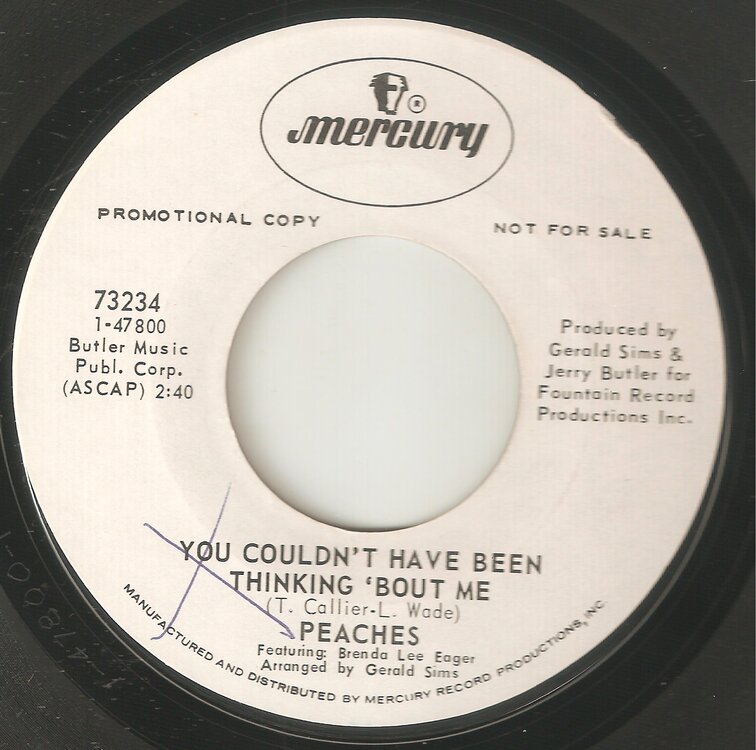 mercury
®
PROMOTIONAL COPY
NOT FOR SALE
73234
1-47800
Butler Music
Publ. Corp.
(ASCAP) 2:40
Produced by
Gerald Sims &
Jerry Butler for
Fountain Record
Productions Inc.
YOU COULDN'T HAVE BEEN
THINKING ‘BOUT ME
(T. Callier-L. Wade)
PEACHES
Featuring: Brenda Lee Eager
Arranged by Gerald Sims
MANUFACTURED AND DISTRIBUTED BY MERCURY RECORD PRODUCTIONS, INC